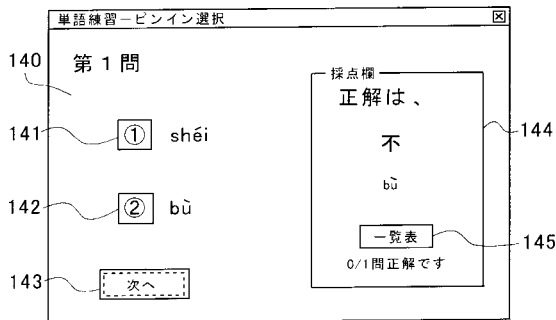 単語練習－ピンイン選択
140
第1問
採点欄
正解は、
141
① shéi
144
不
bù
142
② bù
一覧表
145
0/1問正解です
143
次へ